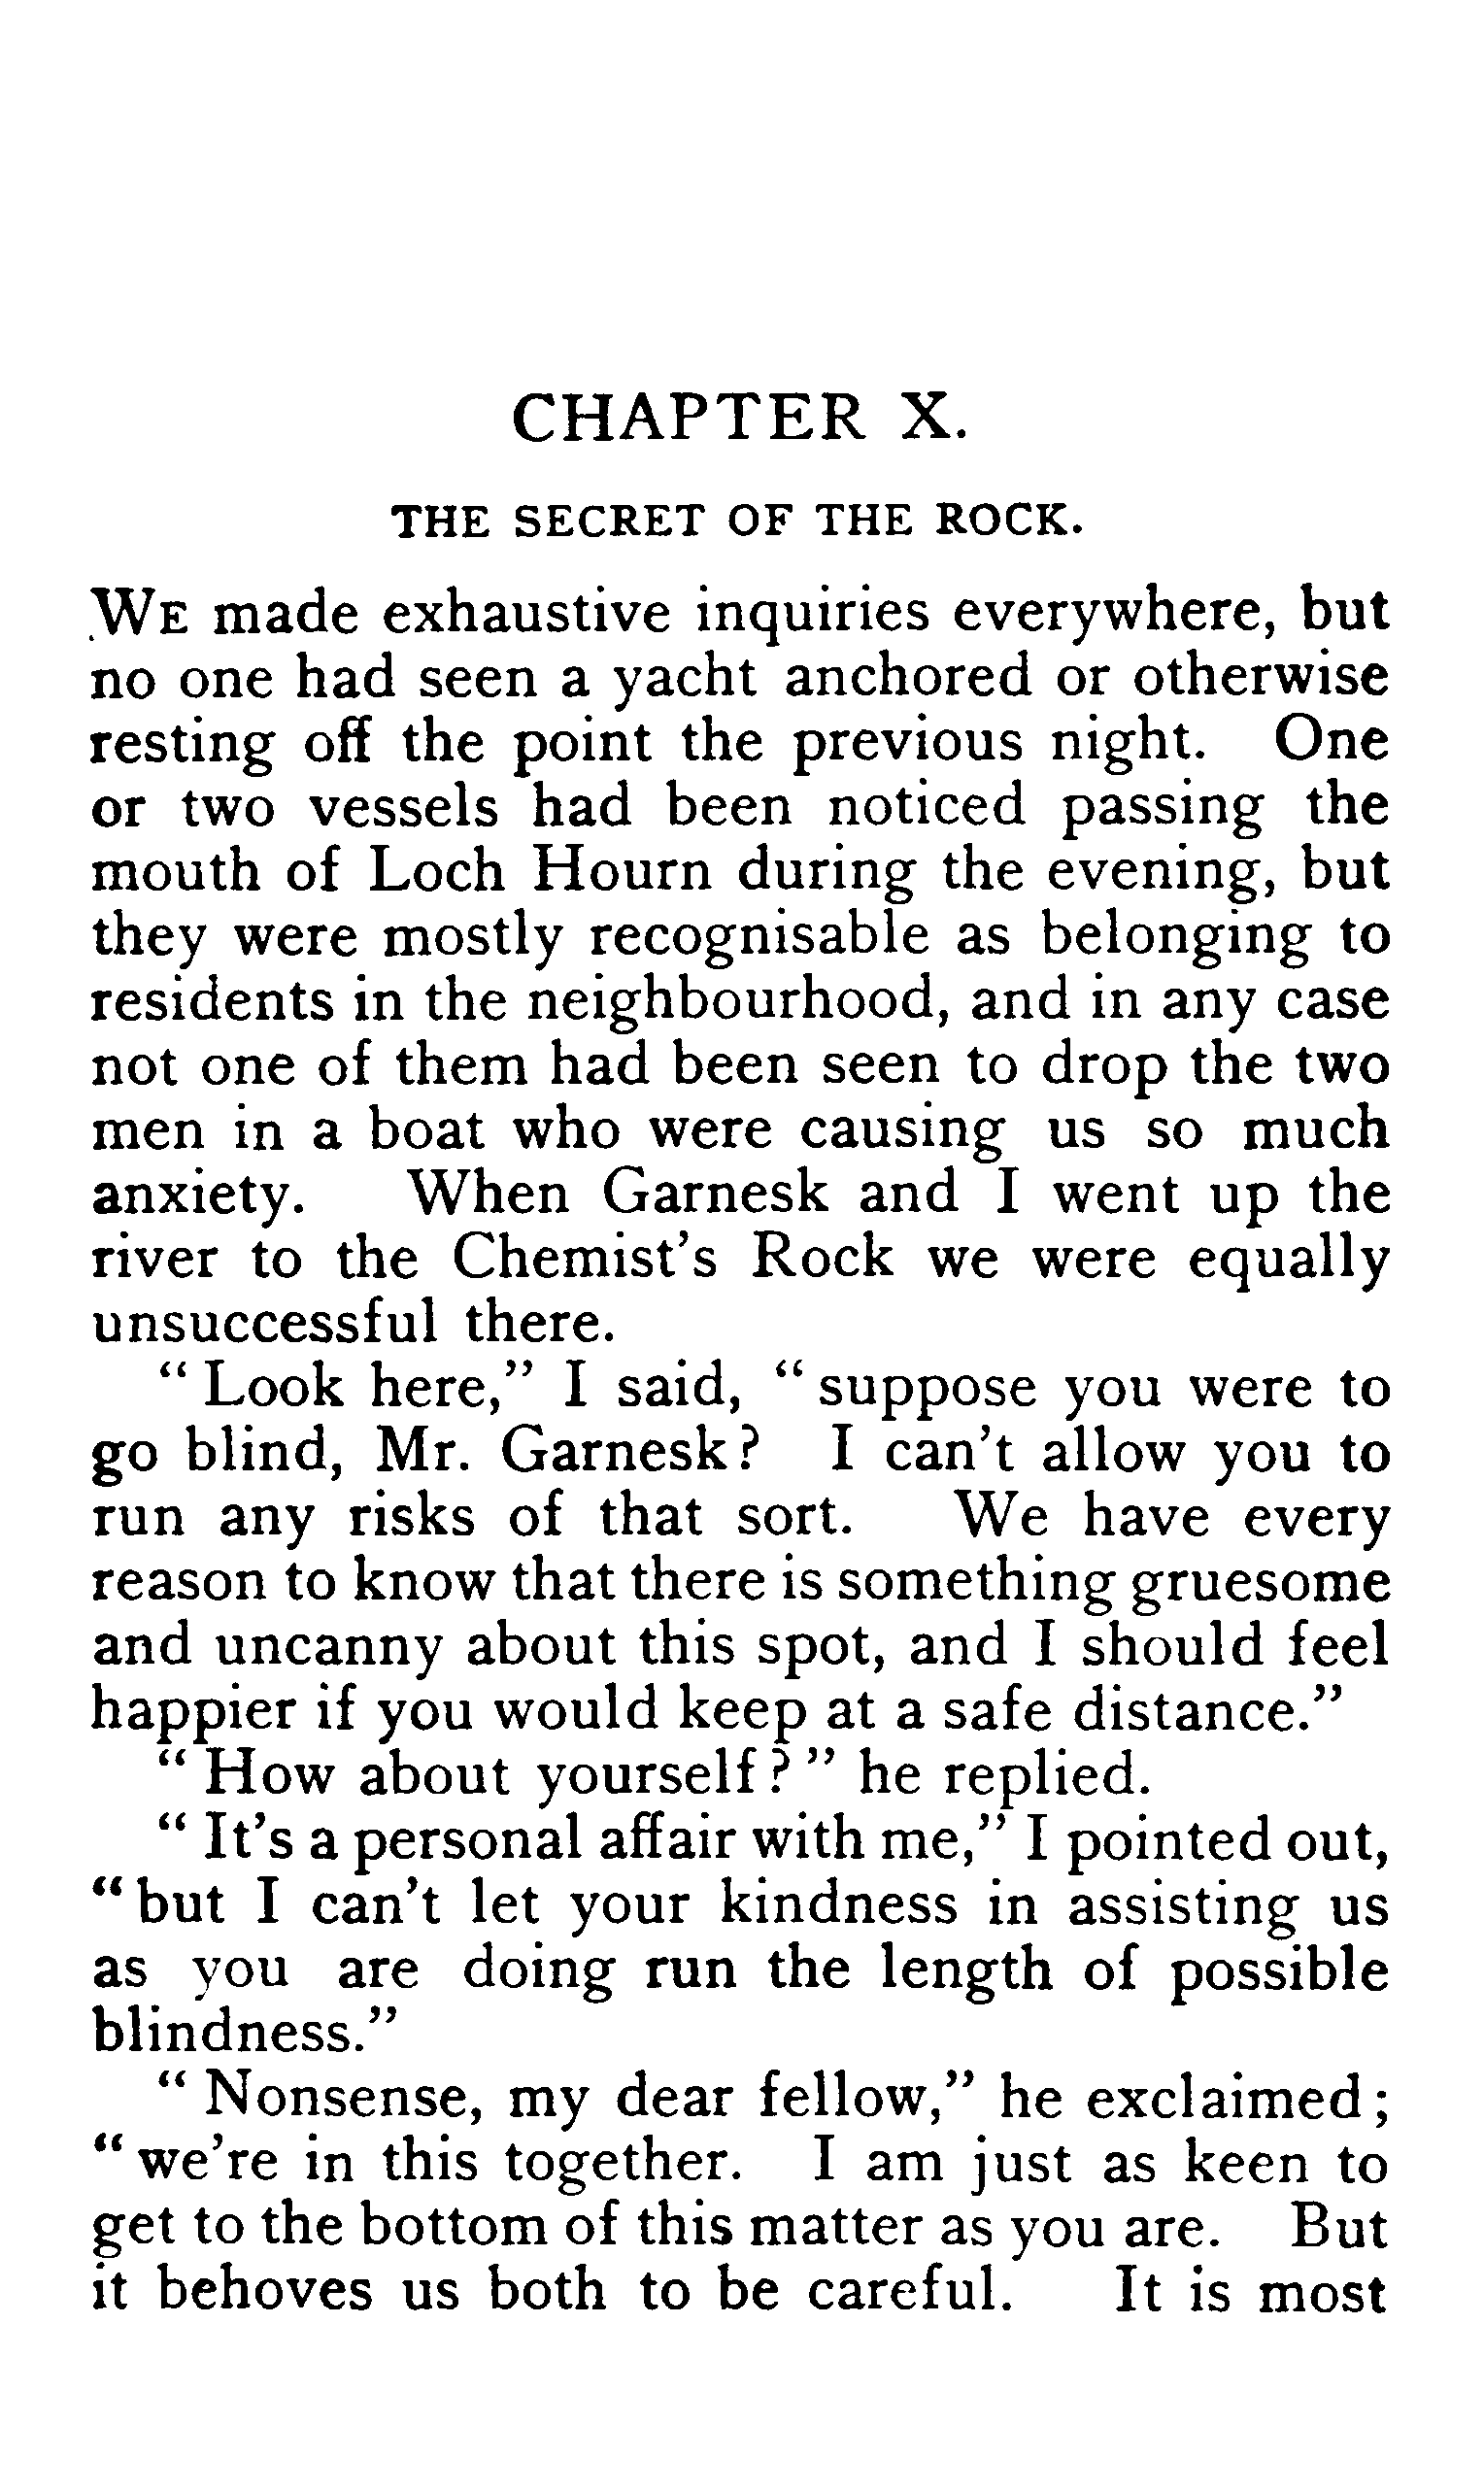 CHAPTER X.
THE SECRET OF THE ROCK.
WE made exhaustive inquiries everywhere, but
no one had seen a yacht anchored or otherwise
resting off the point the previous night. One
or two vessels had been noticed passing the
mouth of Loch Hourn during the evening, but
they were mostly recognisable as belonging to
residents in the neighbourhood, and in any case
not one of them had been seen to drop the two
men in a boat who were causing us so much
anxiety. When Garnesk and I went up the
river to the Chemist's Rock we were equally
unsuccessful there.
“ Look here,” I said, “ suppose you were to
go blind, Mr. Garnesk ? I can't allow you to
run any risks of that sort. We have every
reason to know that there is something gruesome
and uncanny about this spot, and I should feel
happier if you would keep at a safe distance.”
“ How about yourself ? ” he replied.
“ It's a personal affair with me,” I pointed out,
“ but I can't let your kindness in assisting us
as you are doing run the length of possible
blindness.”
“ Nonsense, my dear fellow,” he exclaimed ;
“ we're in this together. I am just as keen to
get to the bottom of this matter as you are. But
it behoves us both to be careful. It is most